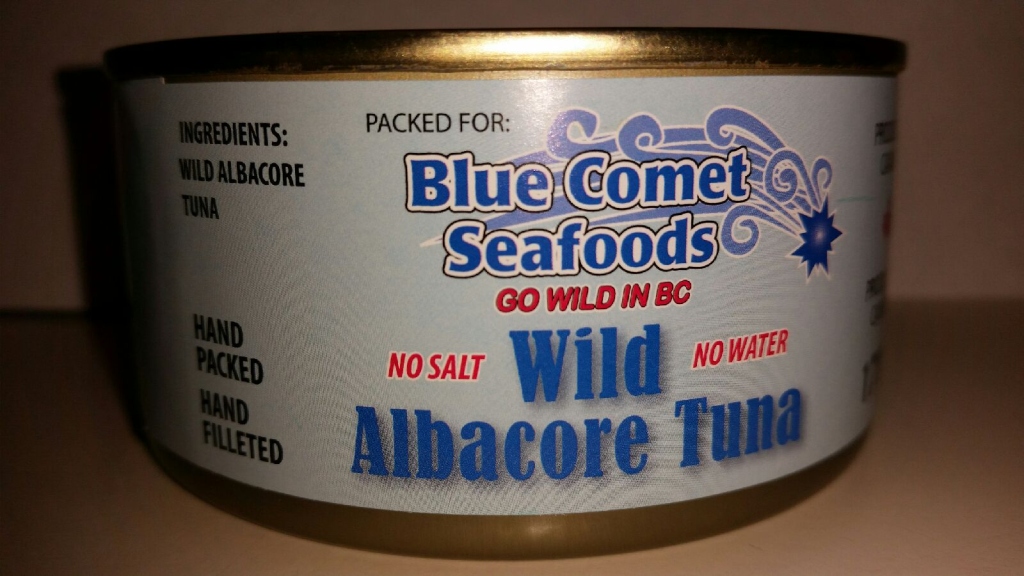 INGREDIENTS:
WILD ALBACORE
TUNA
HAND
PACKED
HAND
FILLETED
PACKED FOR:
Blue Comet
Seafoods
GO WILD IN BC
NO SALT
Wild
NO WATER
Albacore Tuna